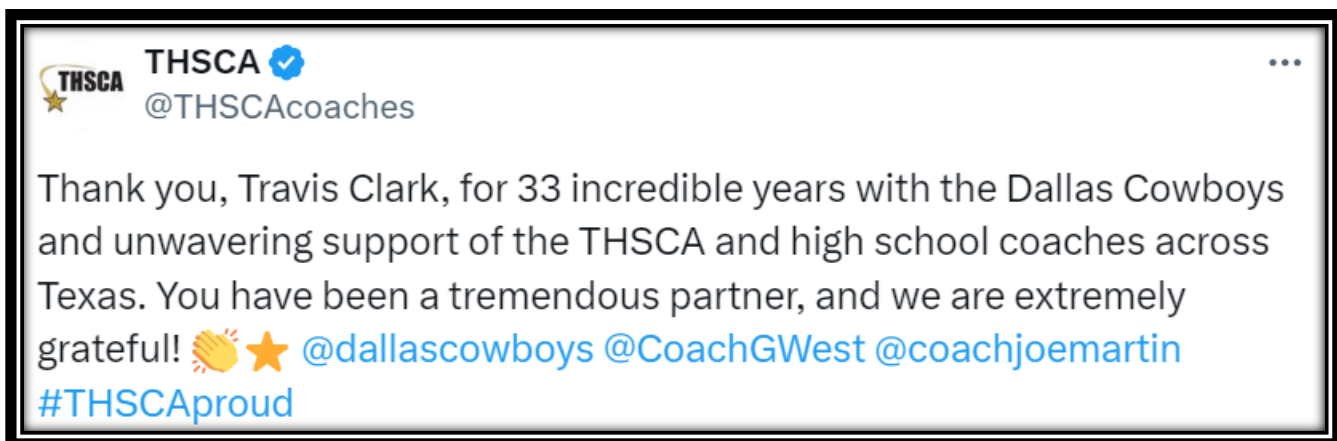 THSCA
THSCA
@THSCAcoaches
Thank you, Travis Clark, for 33 incredible years with the Dallas Cowboys
and unwavering support of the THSCA and high school coaches across
Texas. You have been a tremendous partner, and we are extremely
grateful! 👏⭐ @dallascowboys @CoachGWest @coachjoemartin
#THSCAproud